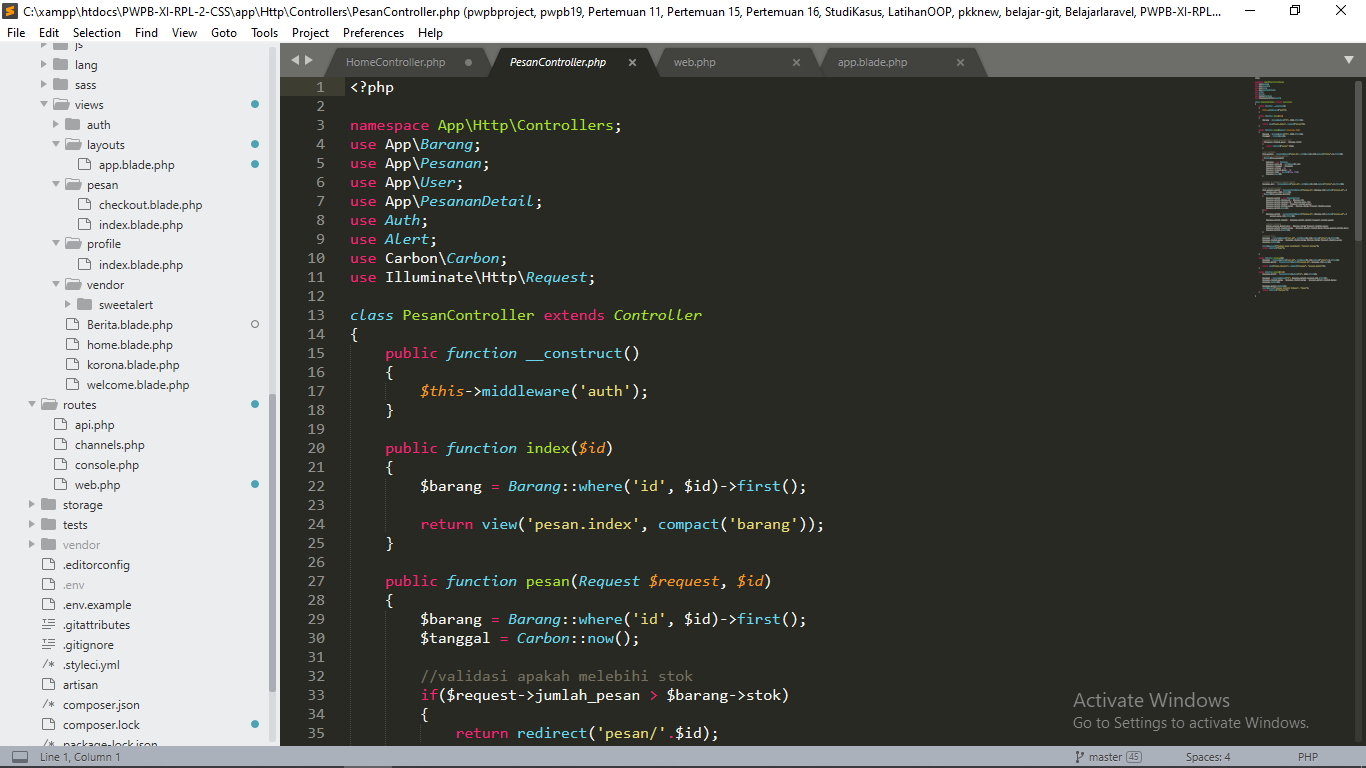 C:\xampp\htdocs\PWPB-XI-RPL-2-CSS\app\Http\Controllers\PesanController.php (pwpbproject, pwpb19, Pertemuan 11, Pertemuan 15, Pertemuan 16, StudiKasus, LatihanOOP, pkknew, belajar-git, Belajarlaravel, PWPB-XI-RPL...
File Edit Selection Find View Goto Tools Project Preferences Help
js
lang
sass
views
auth
layouts
app.blade.php
pesan
checkout.blade.php
index.blade.php
profile
index.blade.php
vendor
sweetalert
Berita.blade.php
home.blade.php
korona.blade.php
welcome.blade.php
routes
api.php
channels.php
console.php
web.php
storage
tests
vendor
.editorconfig
.env
.env.example
.gitattributes
.gitignore
/* .styleci.yml
artisan
/* composer.json
composer.lock
/* package-lock.json
HomeController.php PesanController.php × web.php × app.blade.php ×
1 <?php
2
3 namespace App\Http\Controllers;
4 use App\Barang;
5 use App\Pesanan;
6 use App\User;
7 use App\PesananDetail;
8 use Auth;
9 use Alert;
10 use Carbon\Carbon;
11 use Illuminate\Http\Request;
12
13 class PesanController extends Controller
14 {
15     public function __construct()
16     {
17         $this->middleware('auth');
18     }
19
20     public function index($id)
21     {
22         $barang = Barang::where('id', $id)->first();
23
24         return view('pesan.index', compact('barang'));
25     }
26
27     public function pesan(Request $request, $id)
28     {
29         $barang = Barang::where('id', $id)->first();
30         $tanggal = Carbon::now();
31
32         //validasi apakah melebihi stok
33         if($request->jumlah_pesan > $barang->stok)
34         {
35             return redirect('pesan/'.$id);
Activate Windows
Go to Settings to activate Windows.
Line 1, Column 1 master 45 Spaces: 4 PHP